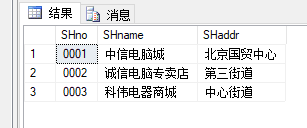 结果 消息
SHno SHname SHaddr
1 0001 中信电脑城 北京国贸中心
2 0002 诚信电脑专卖店 第三街道
3 0003 科伟电器商城 中心街道